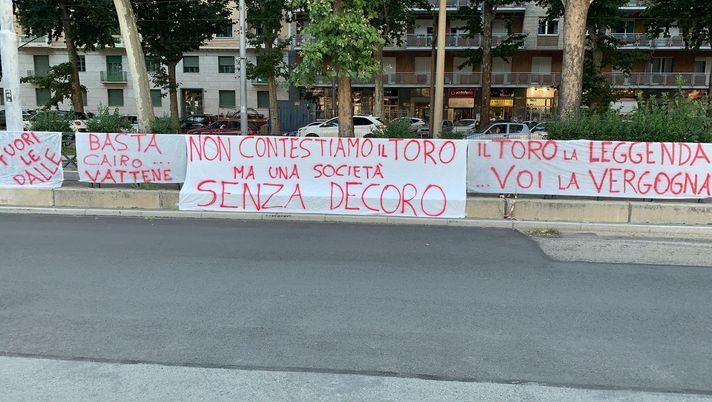 FUORI
LE
DALLE
BASTA
CAIRO...
VATTENE
NON CONTESTIAMO IL TORO
MA UNA SOCIETÀ
SENZA DECORO
IL TORO LA LEGGENDA
...VOI LA VERGOGNA